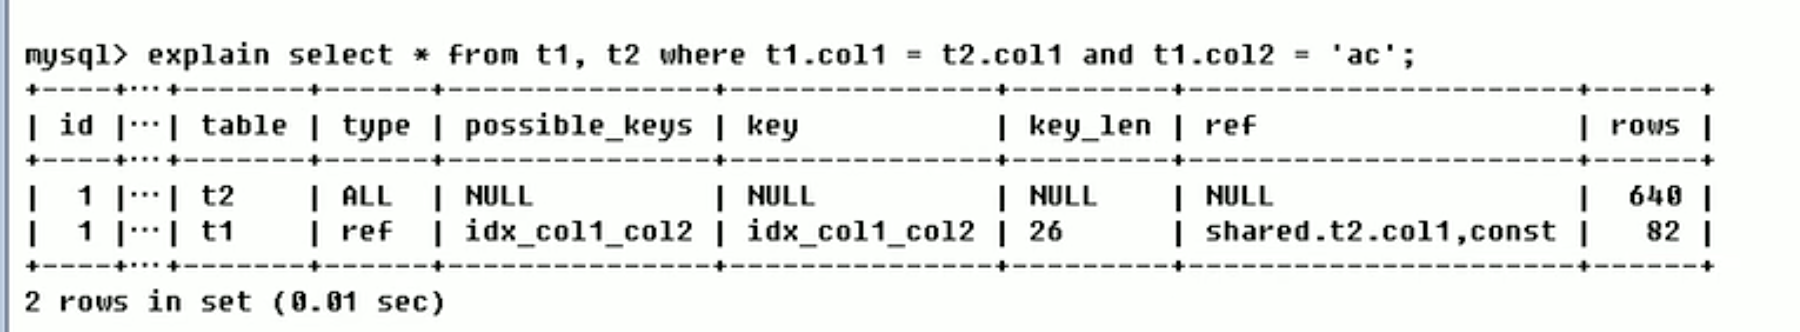 mysql> explain select * from t1, t2 where t1.col1 = t2.col1 and t1.col2 = 'ac';
+----+...+-------+------+---------------+---------------+---------+----------------------+------+
| id |...| table | type | possible_keys | key           | key_len | ref                  | rows |
+----+...+-------+------+---------------+---------------+---------+----------------------+------+
|  1 |...| t2    | ALL  | NULL          | NULL          | NULL    | NULL                 |  640 |
|  1 |...| t1    | ref  | idx_col1_col2 | idx_col1_col2 | 26      | shared.t2.col1,const |   82 |
+----+...+-------+------+---------------+---------------+---------+----------------------+------+
2 rows in set (0.01 sec)